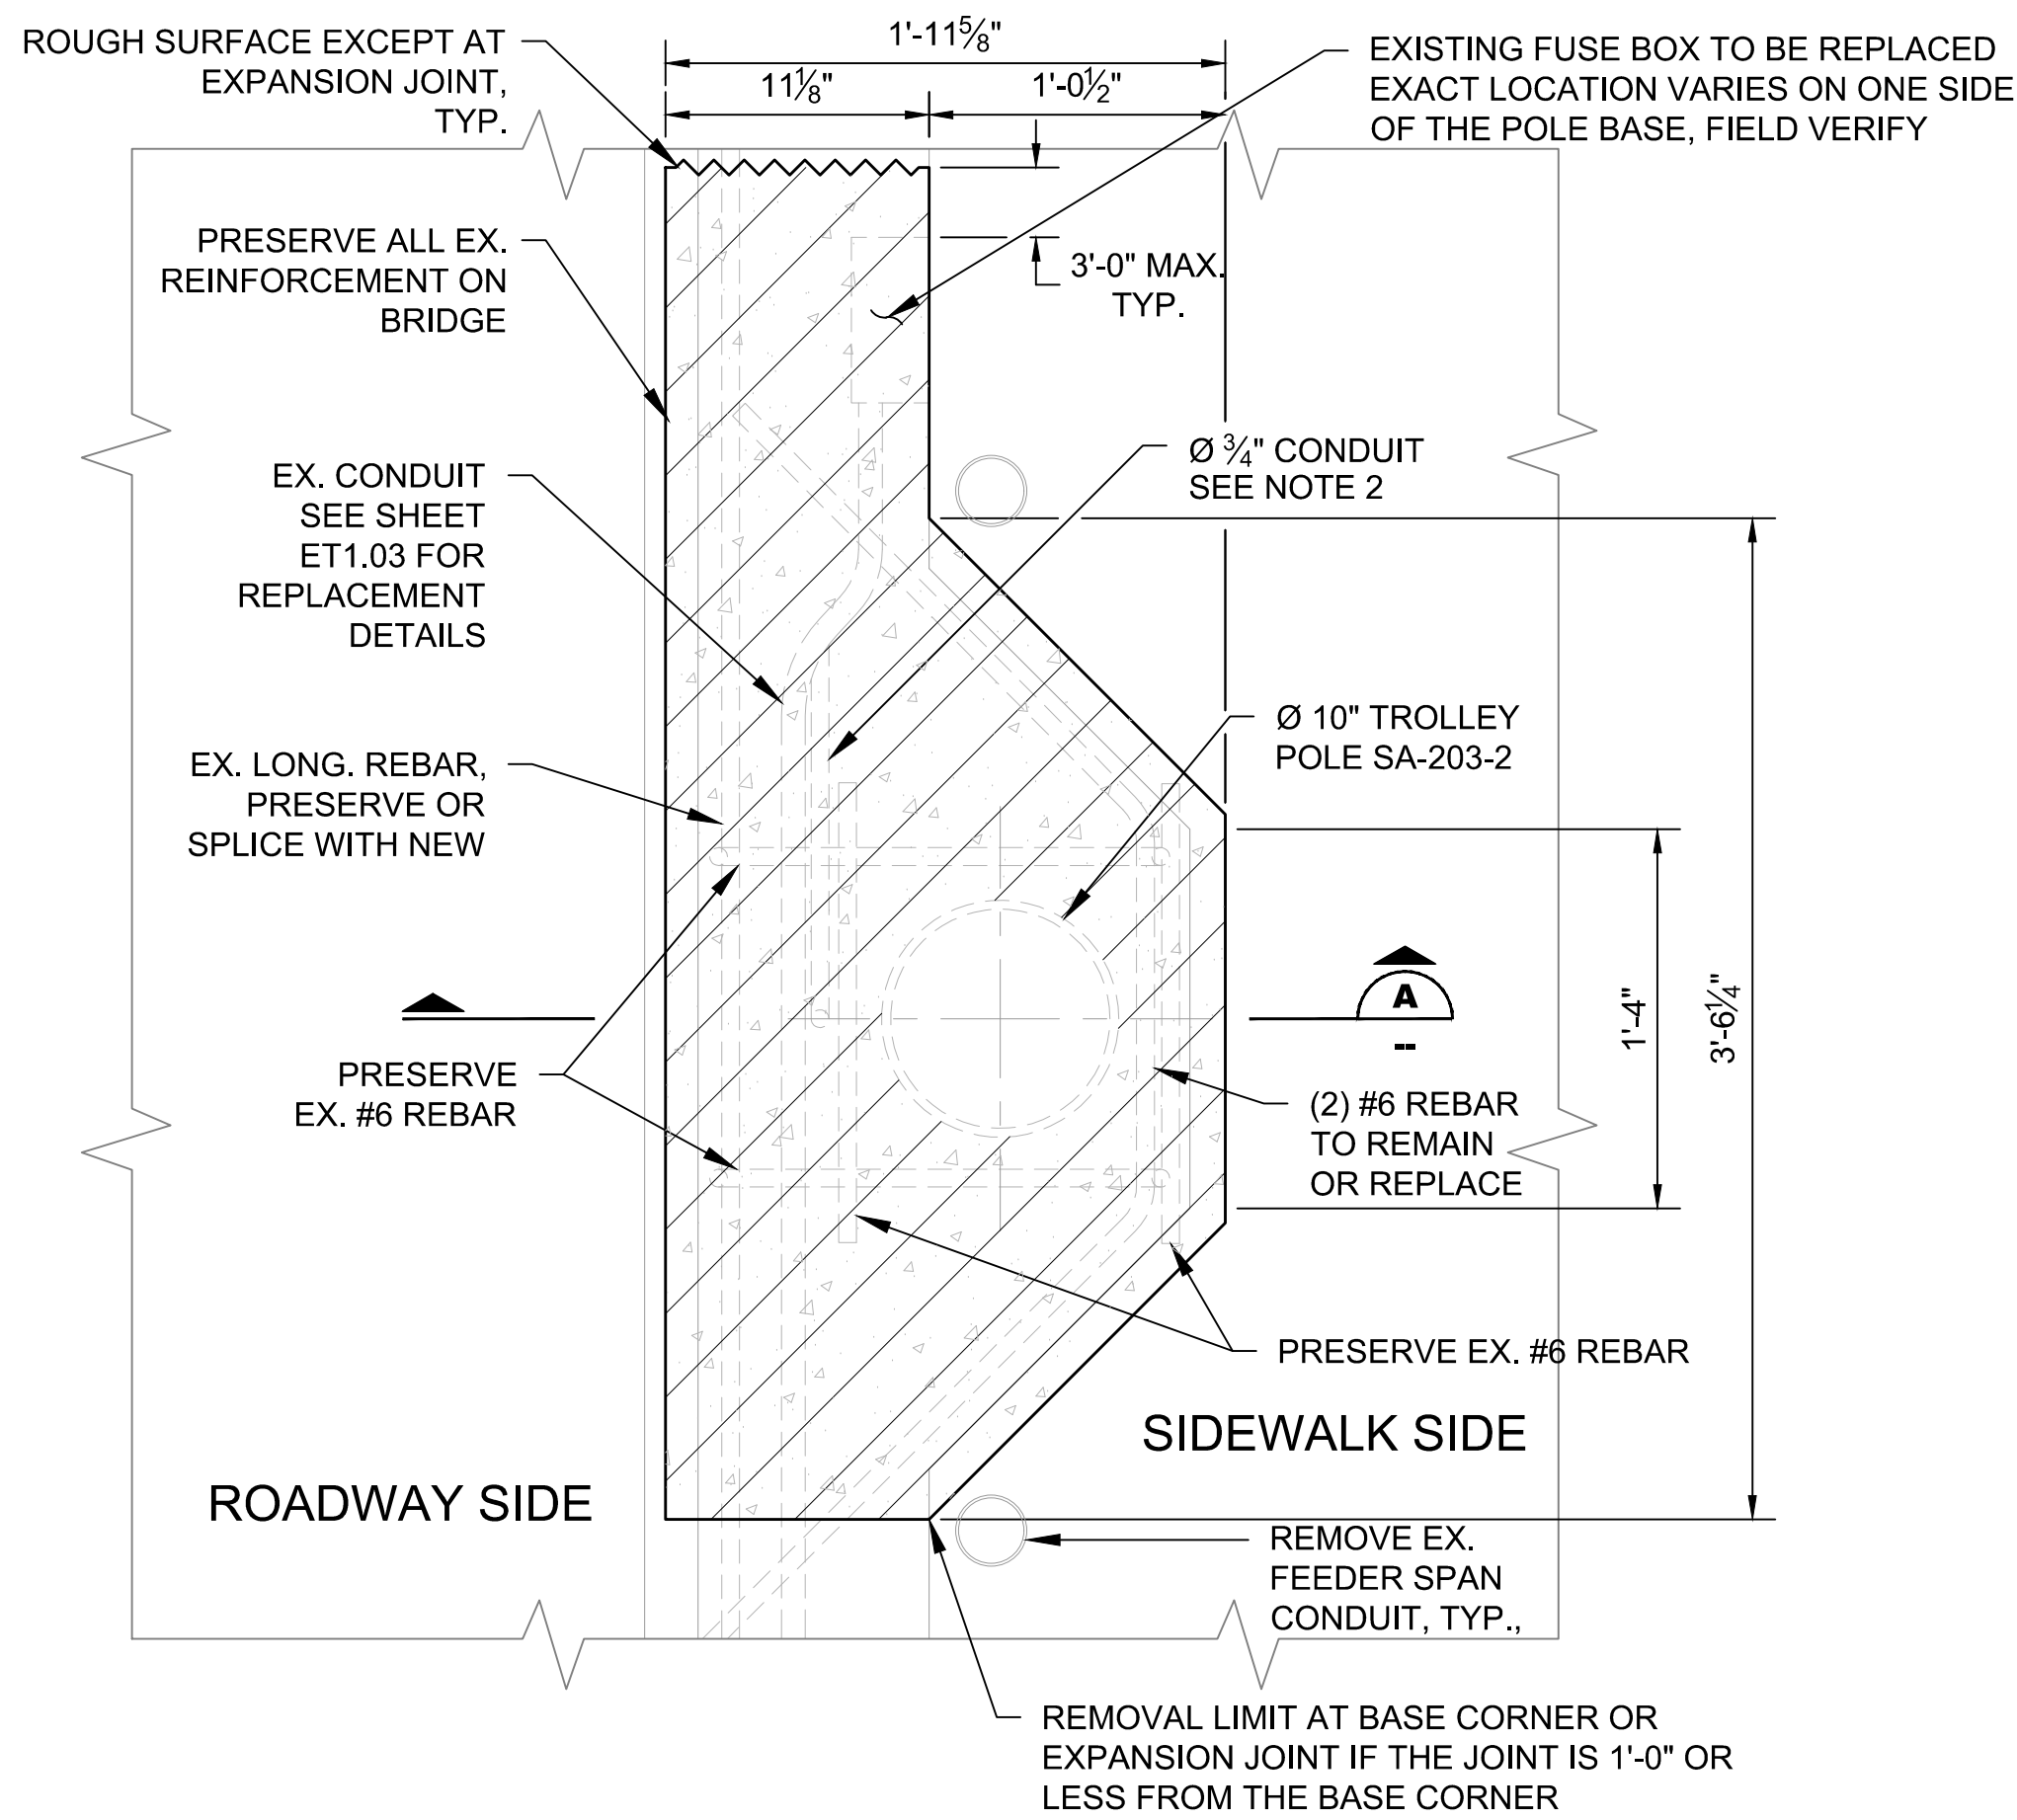 ROUGH SURFACE EXCEPT AT
EXPANSION JOINT,
TYP.
1'-11⅝"
11⅛"
1'-0½"
EXISTING FUSE BOX TO BE REPLACED
EXACT LOCATION VARIES ON ONE SIDE
OF THE POLE BASE, FIELD VERIFY
PRESERVE ALL EX.
REINFORCEMENT ON
BRIDGE
3'-0" MAX.
TYP.
EX. CONDUIT
SEE SHEET
ET1.03 FOR
REPLACEMENT
DETAILS
Ø ¾" CONDUIT
SEE NOTE 2
EX. LONG. REBAR,
PRESERVE OR
SPLICE WITH NEW
Ø 10" TROLLEY
POLE SA-203-2
A
--
1'-4"
3'-6¼"
PRESERVE
EX. #6 REBAR
(2) #6 REBAR
TO REMAIN
OR REPLACE
PRESERVE EX. #6 REBAR
SIDEWALK SIDE
ROADWAY SIDE
REMOVE EX.
FEEDER SPAN
CONDUIT, TYP.,
REMOVAL LIMIT AT BASE CORNER OR
EXPANSION JOINT IF THE JOINT IS 1'-0" OR
LESS FROM THE BASE CORNER